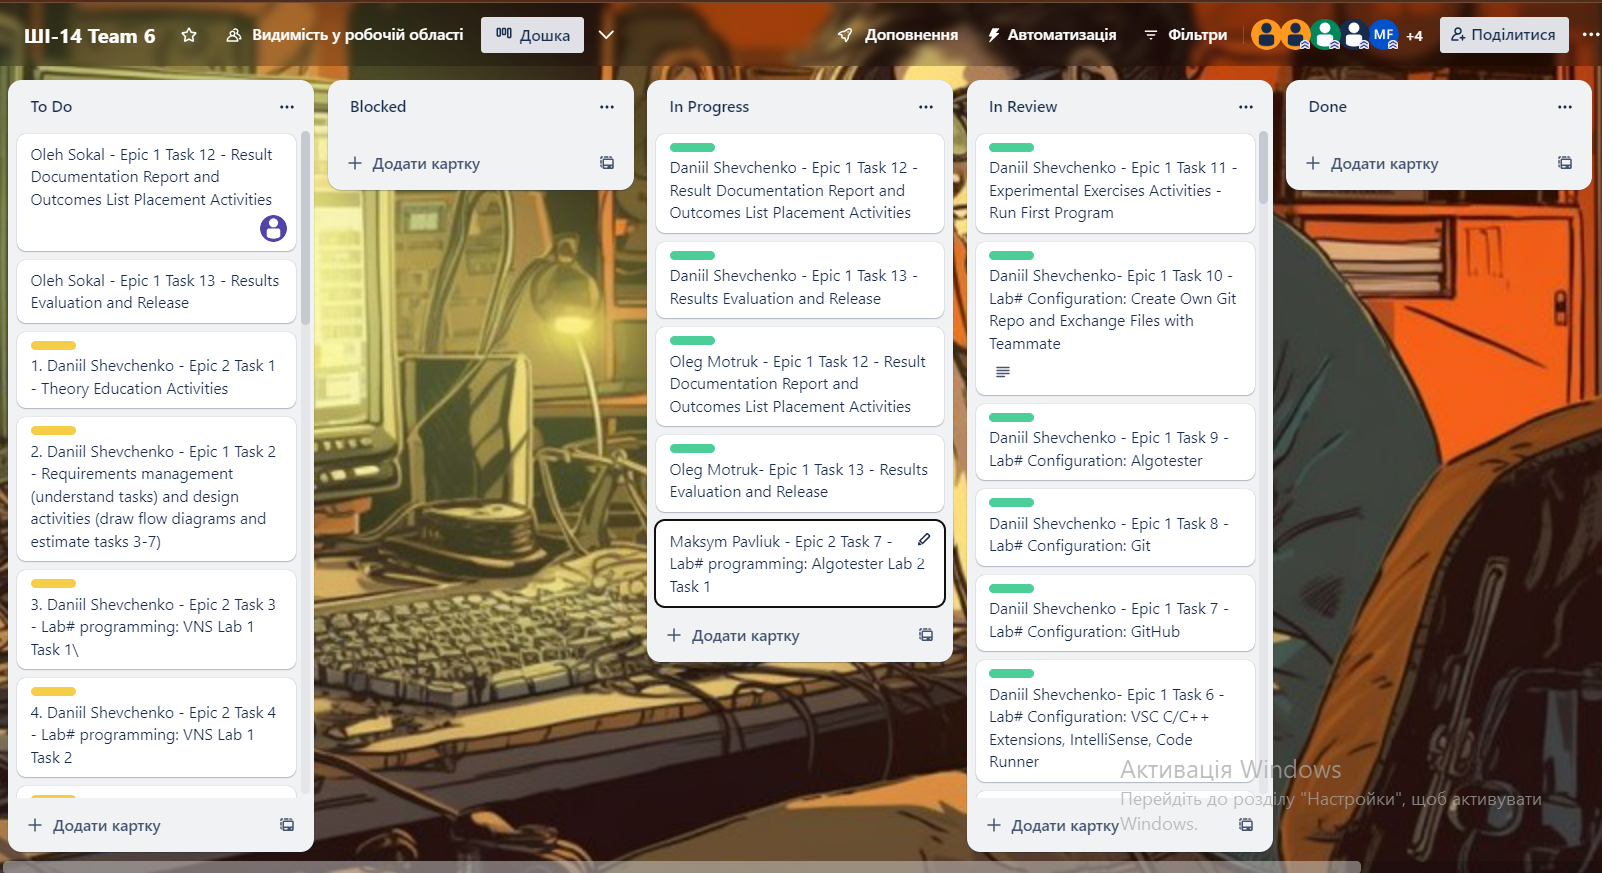 ШІ-14 Team 6
Видимість у робочій області
Дошка
Доповнення
Автоматизація
Фільтри
MF
+4
Поділитися
To Do
Oleh Sokal - Epic 1 Task 12 - Result
Documentation Report and
Outcomes List Placement Activities
Oleh Sokal - Epic 1 Task 13 - Results
Evaluation and Release
1. Daniil Shevchenko - Epic 2 Task 1
- Theory Education Activities
2. Daniil Shevchenko - Epic 1 Task 2
- Requirements management
(understand tasks) and design
activities (draw flow diagrams and
estimate tasks 3-7)
3. Daniil Shevchenko - Epic 2 Task 3
- Lab# programming: VNS Lab 1
Task 1\
4. Daniil Shevchenko - Epic 2 Task 4
- Lab# programming: VNS Lab 1
Task 2
Додати картку
Blocked
Додати картку
In Progress
Daniil Shevchenko - Epic 1 Task 12 -
Result Documentation Report and
Outcomes List Placement Activities
Daniil Shevchenko - Epic 1 Task 13 -
Results Evaluation and Release
Oleg Motruk - Epic 1 Task 12 - Result
Documentation Report and
Outcomes List Placement Activities
Oleg Motruk- Epic 1 Task 13 - Results
Evaluation and Release
Maksym Pavliuk - Epic 2 Task 7 -
Lab# programming: Algotester Lab 2
Task 1
Додати картку
In Review
Daniil Shevchenko - Epic 1 Task 11 -
Experimental Exercises Activities -
Run First Program
Daniil Shevchenko- Epic 1 Task 10 -
Lab# Configuration: Create Own Git
Repo and Exchange Files with
Teammate
Daniil Shevchenko - Epic 1 Task 9 -
Lab# Configuration: Algotester
Daniil Shevchenko - Epic 1 Task 8 -
Lab# Configuration: Git
Daniil Shevchenko - Epic 1 Task 7 -
Lab# Configuration: GitHub
Daniil Shevchenko- Epic 1 Task 6 -
Lab# Configuration: VSC C/C++
Extensions, IntelliSense, Code
Runner
Додати картку
Done
Додати картку
Активація Windows
Перейдіть до розділу "Настройки", щоб активувати
Windows.